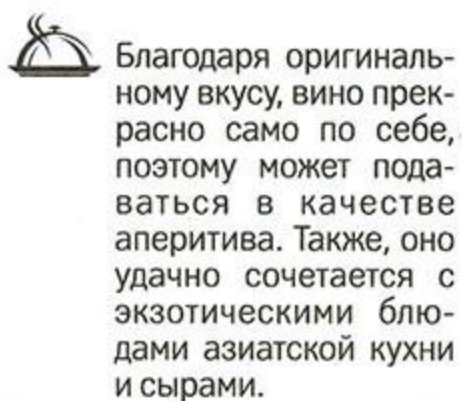 Благодаря оригиналь-
ному вкусу, вино прек-
расно само по себе,
поэтому может пода-
ваться в качестве
аперитива. Также, оно
удачно сочетается с
экзотическими блю-
дами азиатской кухни
и сырами.